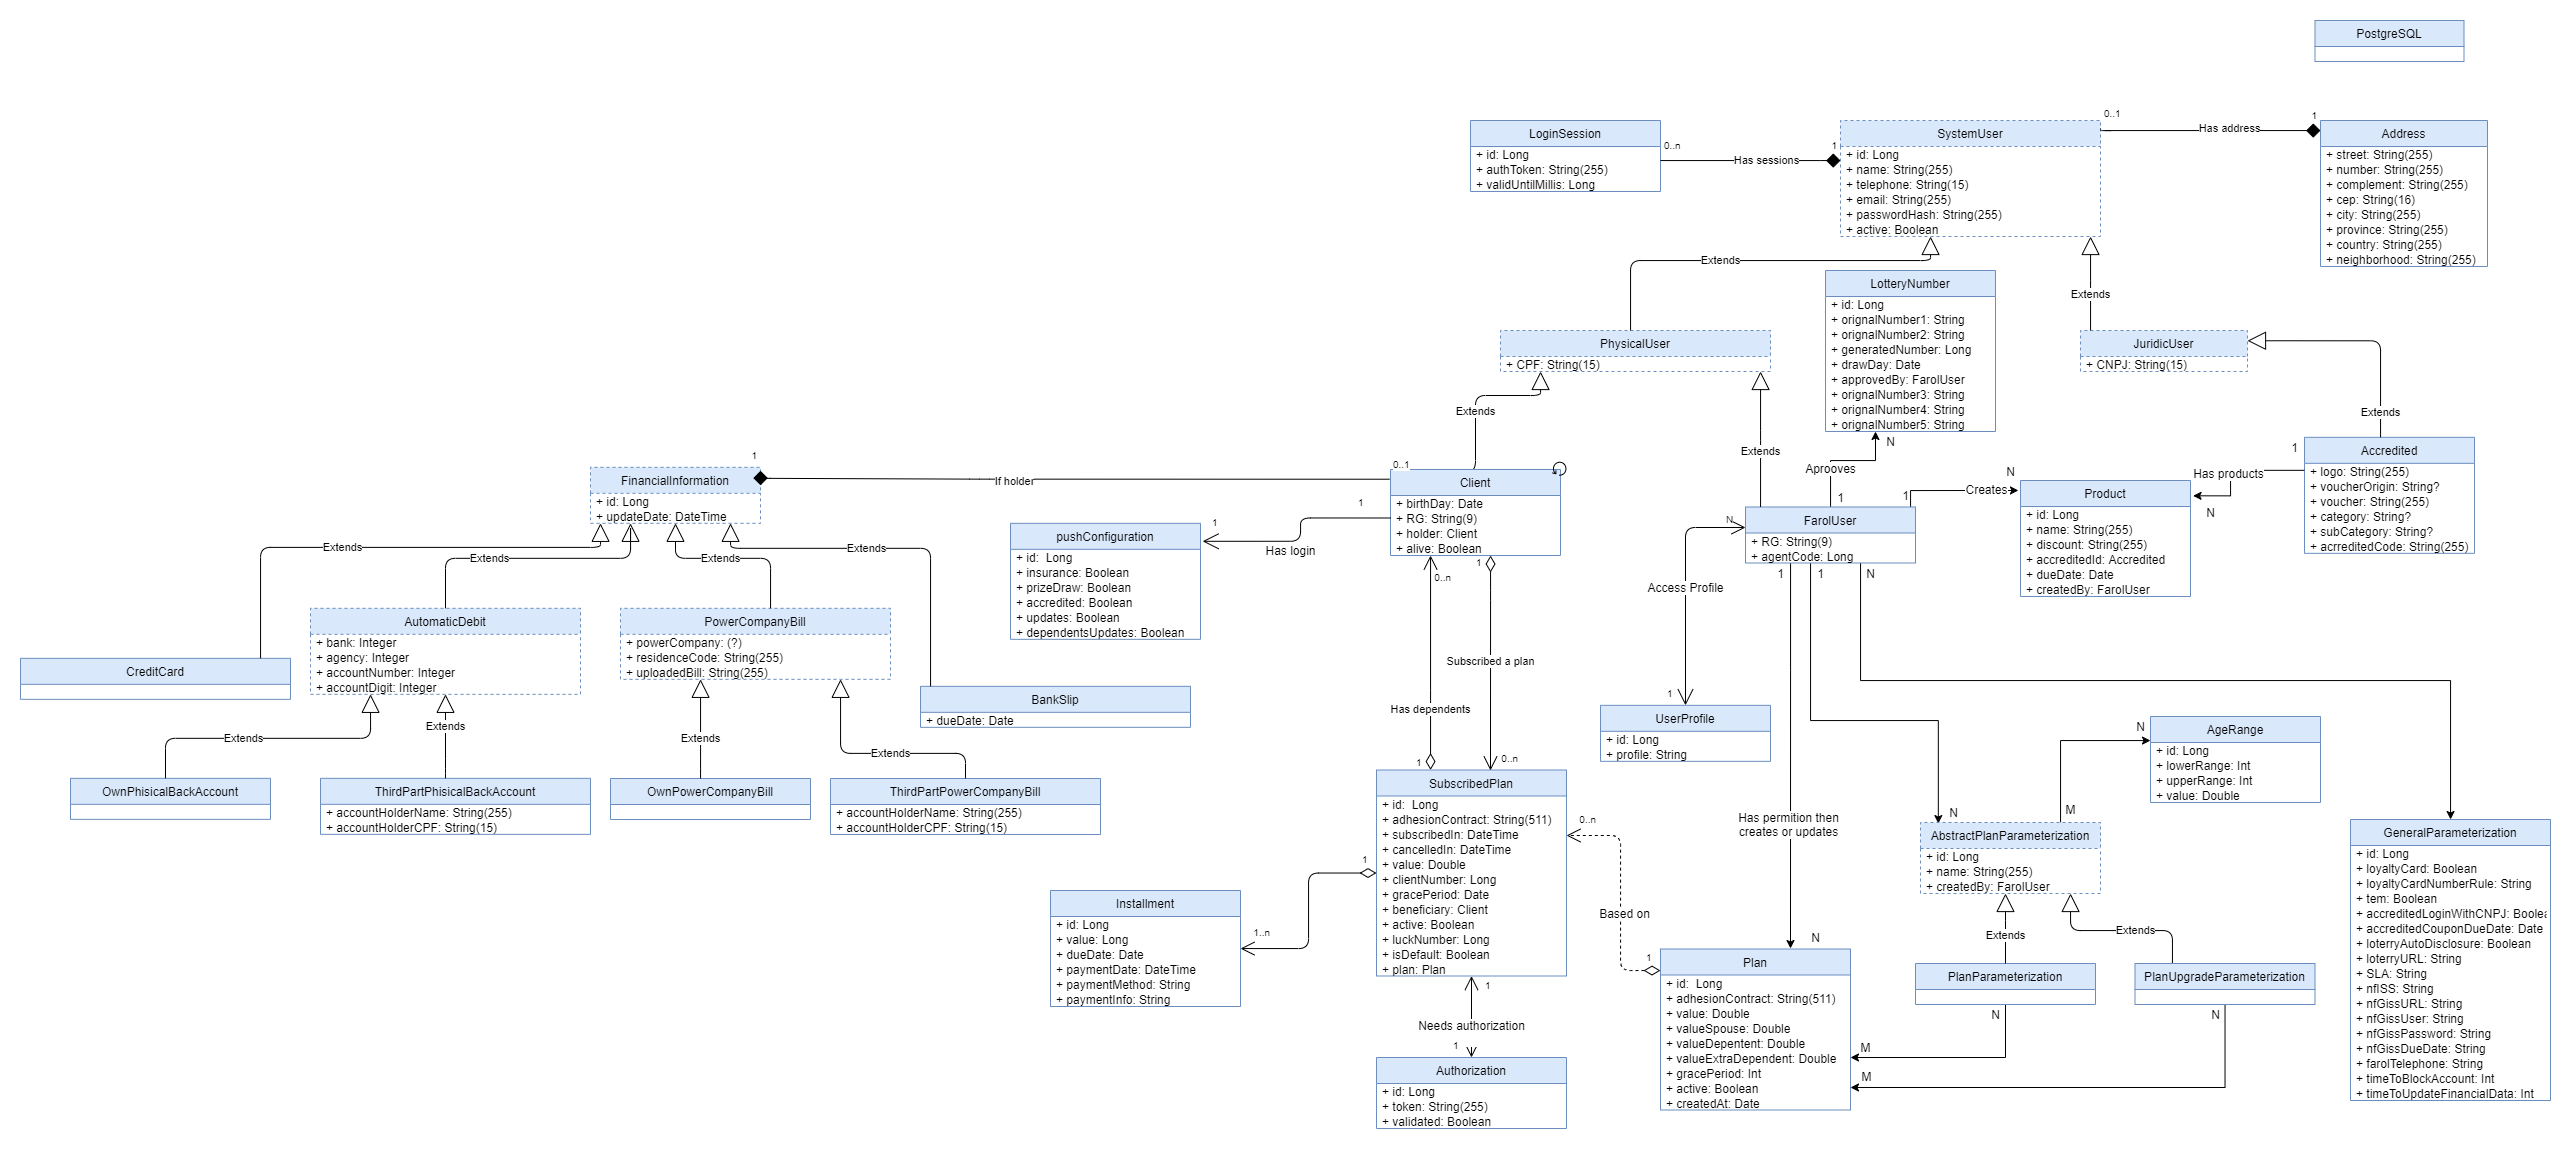 PostgreSQL
LoginSession
+ id: Long
+ authToken: String(255)
+ validUntilMillis: Long
0..n
Has sessions
1
SystemUser
+ id: Long
+ name: String(255)
+ telephone: String(15)
+ email: String(255)
+ passwordHash: String(255)
+ active: Boolean
0..1
Has address
1
Address
+ street: String(255)
+ number: String(255)
+ complement: String(255)
+ cep: String(16)
+ city: String(255)
+ province: String(255)
+ country: String(255)
+ neighborhood: String(255)
Extends
Extends
LotteryNumber
+ id: Long
+ orignalNumber1: String
+ orignalNumber2: String
+ generatedNumber: Long
+ drawDay: Date
+ approvedBy: FarolUser
+ orignalNumber3: String
+ orignalNumber4: String
+ orignalNumber5: String
PhysicalUser
+ CPF: String(15)
JuridicUser
+ CNPJ: String(15)
Extends
Extends
Extends
N
Aprooves
1
1
Creates
N
1
Has products
N
Accredited
+ logo: String(255)
+ voucherOrigin: String?
+ voucher: String(255)
+ category: String?
+ subCategory: String?
+ acrreditedCode: String(255)
Product
+ id: Long
+ name: String(255)
+ discount: String(255)
+ accreditedId: Accredited
+ dueDate: Date
+ createdBy: FarolUser
FarolUser
+ RG: String(9)
+ agentCode: Long
1
1
N
N
Access Profile
1
UserProfile
+ id: Long
+ profile: String
FinancialInformation
+ id: Long
+ updateDate: DateTime
1
If holder
0..1
Client
+ birthDay: Date
+ RG: String(9)
+ holder: Client
+ alive: Boolean
1
Has login
1
pushConfiguration
+ id:  Long
+ insurance: Boolean
+ prizeDraw: Boolean
+ accredited: Boolean
+ updates: Boolean
+ dependentsUpdates: Boolean
Extends
Extends
Extends
Extends
AutomaticDebit
+ bank: Integer
+ agency: Integer
+ accountNumber: Integer
+ accountDigit: Integer
PowerCompanyBill
+ powerCompany: (?)
+ residenceCode: String(255)
+ uploadedBill: String(255)
CreditCard
BankSlip
+ dueDate: Date
Extends
Extends
Extends
Extends
OwnPhisicalBackAccount
ThirdPartPhisicalBackAccount
+ accountHolderName: String(255)
+ accountHolderCPF: String(15)
OwnPowerCompanyBill
ThirdPartPowerCompanyBill
+ accountHolderName: String(255)
+ accountHolderCPF: String(15)
0..n
1
Subscribed a plan
Has dependents
1
0..n
SubscribedPlan
+ id:  Long
+ adhesionContract: String(511)
+ subscribedIn: DateTime
+ cancelledIn: DateTime
+ value: Double
+ clientNumber: Long
+ gracePeriod: Date
+ beneficiary: Client
+ active: Boolean
+ luckNumber: Long
+ isDefault: Boolean
+ plan: Plan
1
1..n
Installment
+ id: Long
+ value: Long
+ dueDate: Date
+ paymentDate: DateTime
+ paymentMethod: String
+ paymentInfo: String
1
Needs authorization
1
Authorization
+ id: Long
+ token: String(255)
+ validated: Boolean
0..n
Based on
1
Has permition then
creates or updates
N
Plan
+ id:  Long
+ adhesionContract: String(511)
+ value: Double
+ valueSpouse: Double
+ valueDepentent: Double
+ valueExtraDependent: Double
+ gracePeriod: Int
+ active: Boolean
+ createdAt: Date
N
AgeRange
+ id: Long
+ lowerRange: Int
+ upperRange: Int
+ value: Double
M
N
AbstractPlanParameterization
+ id: Long
+ name: String(255)
+ createdBy: FarolUser
Extends
Extends
PlanParameterization
PlanUpgradeParameterization
N
N
M
M
GeneralParameterization
+ id: Long
+ loyaltyCard: Boolean
+ loyaltyCardNumberRule: String
+ tem: Boolean
+ accreditedLoginWithCNPJ: Boolea
+ accreditedCouponDueDate: Date
+ loterryAutoDisclosure: Boolean
+ loterryURL: String
+ SLA: String
+ nfISS: String
+ nfGissURL: String
+ nfGissUser: String
+ nfGissPassword: String
+ nfGissDueDate: String
+ farolTelephone: String
+ timeToBlockAccount: Int
+ timeToUpdateFinancialData: Int